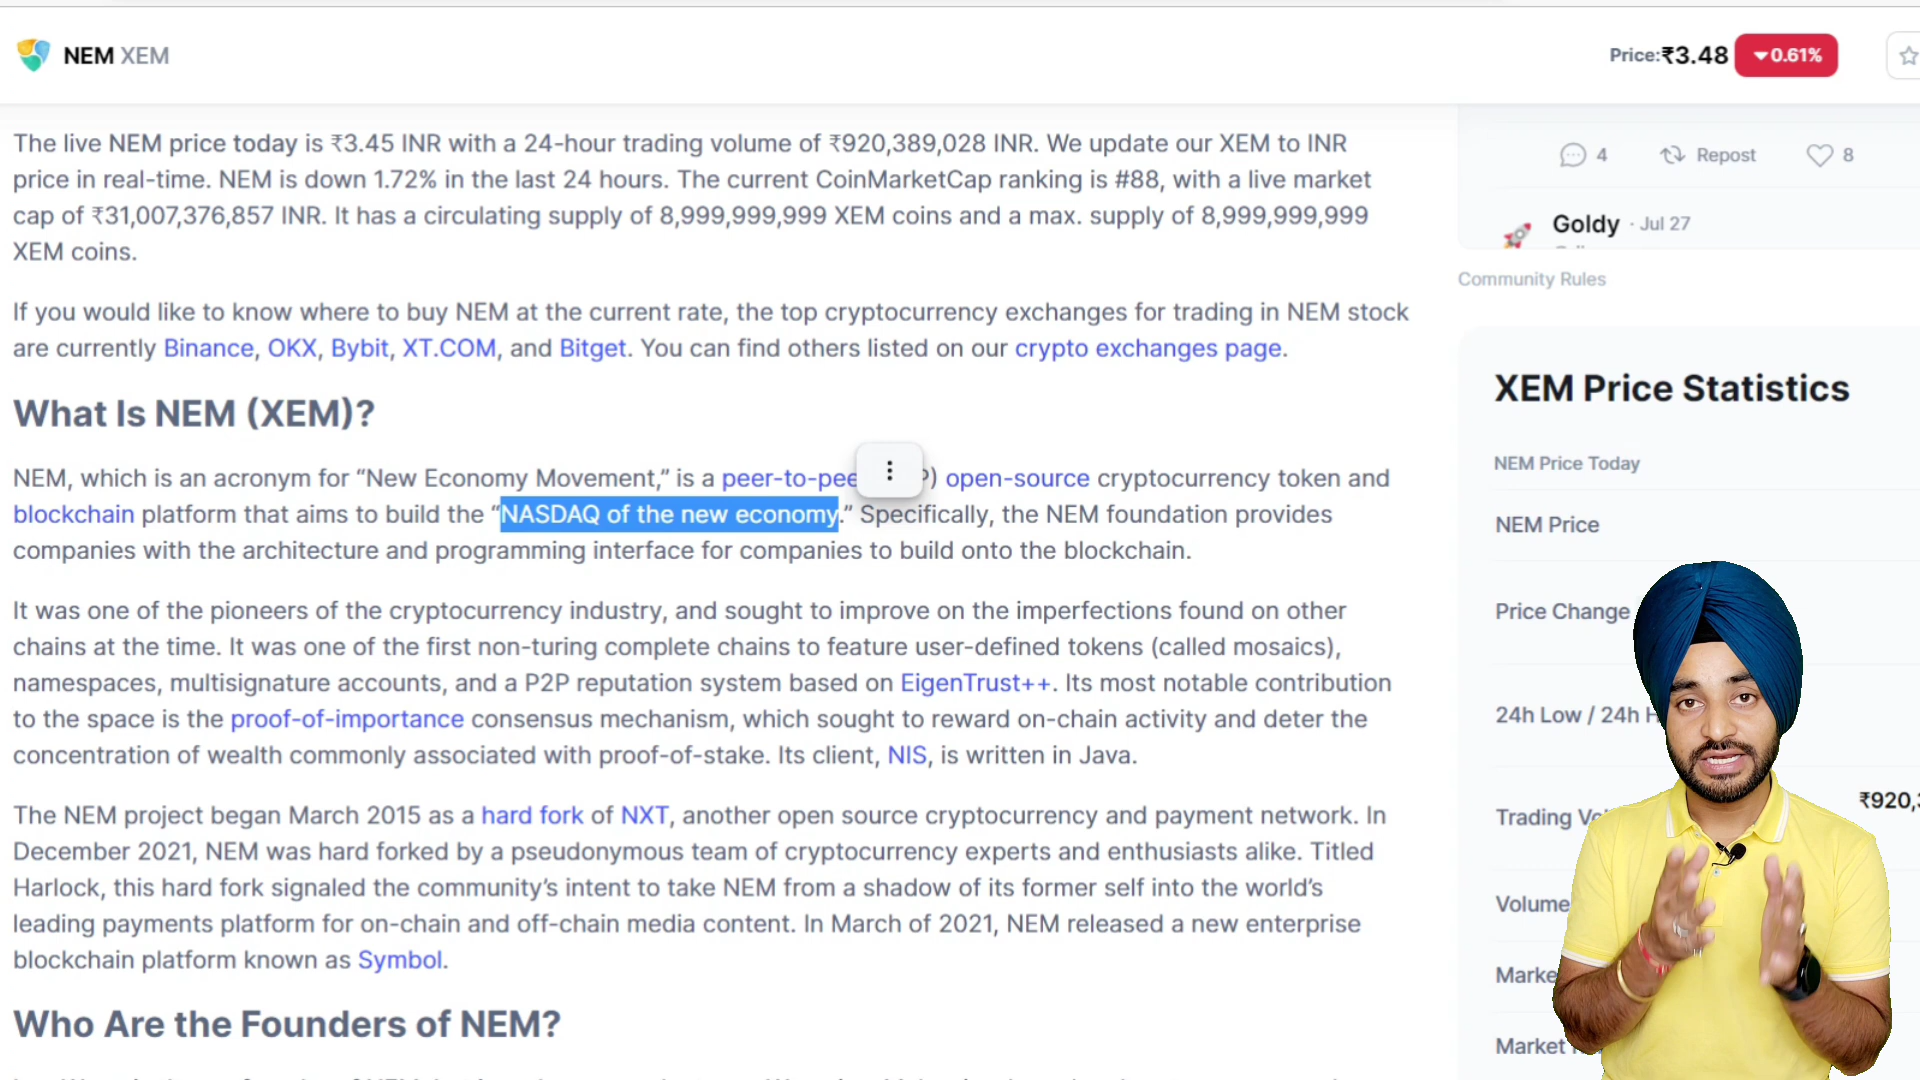 NEM XEM
Price:₹3.48 0.61%
The live NEM price today is ₹3.45 INR with a 24-hour trading volume of ₹920,389,028 INR. We update our XEM to INR
price in real-time. NEM is down 1.72% in the last 24 hours. The current CoinMarketCap ranking is #88, with a live market
cap of ₹31,007,376,857 INR. It has a circulating supply of 8,999,999,999 XEM coins and a max. supply of 8,999,999,999
XEM coins.
If you would like to know where to buy NEM at the current rate, the top cryptocurrency exchanges for trading in NEM stock
are currently Binance, OKX, Bybit, XT.COM, and Bitget. You can find others listed on our crypto exchanges page.
What Is NEM (XEM)?
NEM, which is an acronym for “New Economy Movement,” is a peer-to-pee P) open-source cryptocurrency token and
blockchain platform that aims to build the “NASDAQ of the new economy.” Specifically, the NEM foundation provides
companies with the architecture and programming interface for companies to build onto the blockchain.
It was one of the pioneers of the cryptocurrency industry, and sought to improve on the imperfections found on other
chains at the time. It was one of the first non-turing complete chains to feature user-defined tokens (called mosaics),
namespaces, multisignature accounts, and a P2P reputation system based on EigenTrust++. Its most notable contribution
to the space is the proof-of-importance consensus mechanism, which sought to reward on-chain activity and deter the
concentration of wealth commonly associated with proof-of-stake. Its client, NIS, is written in Java.
The NEM project began March 2015 as a hard fork of NXT, another open source cryptocurrency and payment network. In
December 2021, NEM was hard forked by a pseudonymous team of cryptocurrency experts and enthusiasts alike. Titled
Harlock, this hard fork signaled the community’s intent to take NEM from a shadow of its former self into the world’s
leading payments platform for on-chain and off-chain media content. In March of 2021, NEM released a new enterprise
blockchain platform known as Symbol.
Who Are the Founders of NEM?
4 Repost 8
Goldy · Jul 27
Community Rules
XEM Price Statistics
NEM Price Today
NEM Price
Price Change
24h Low / 24h H
Trading Vo
₹920,
Volume
Marke
Market